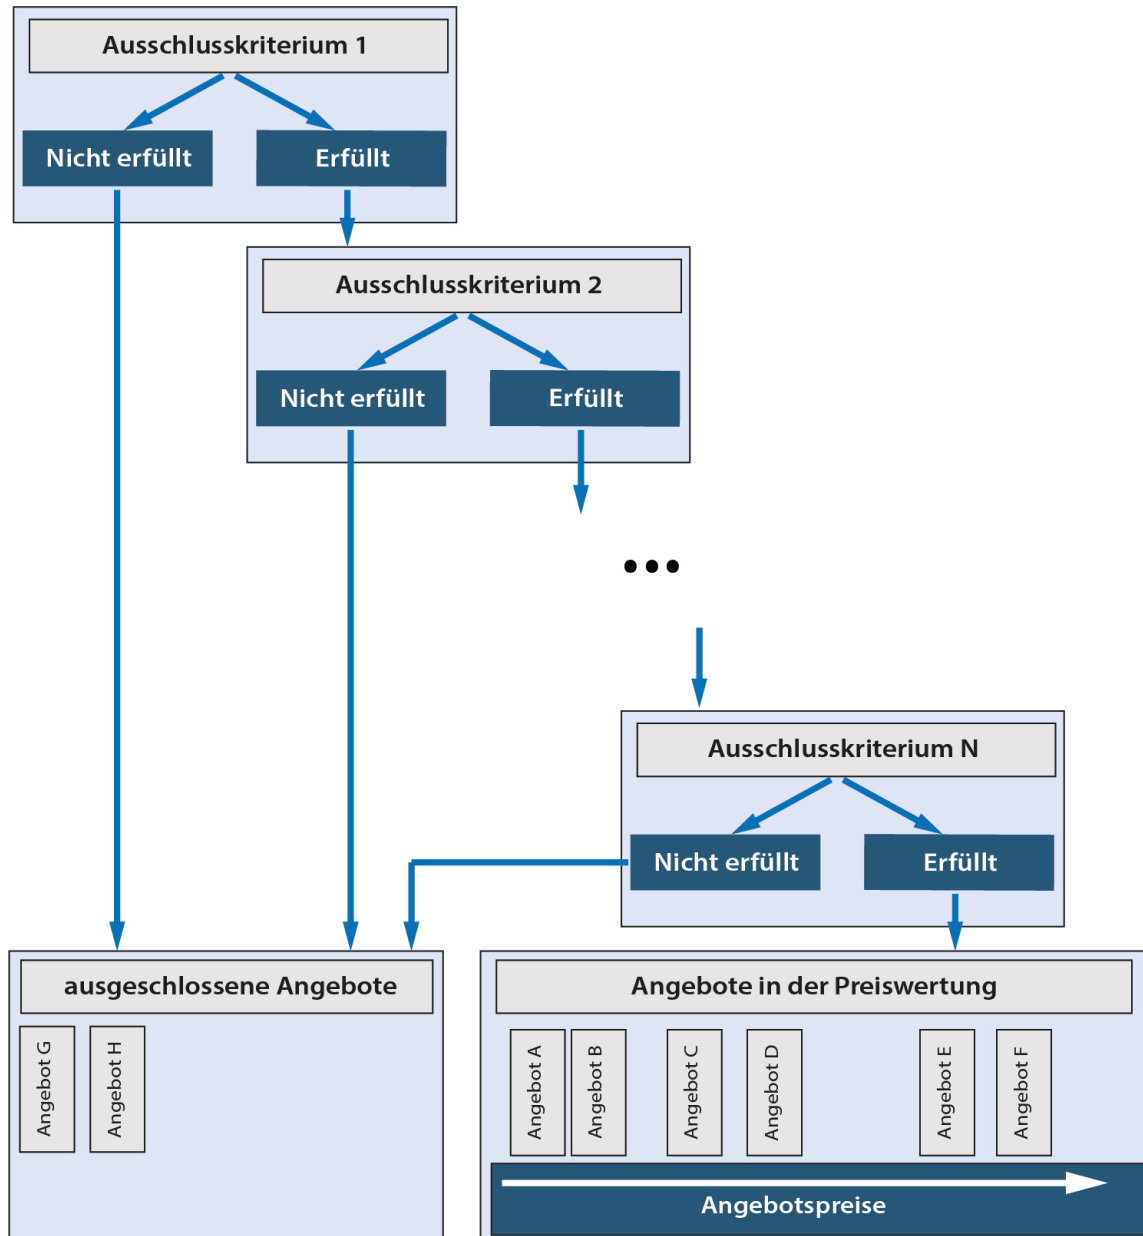 Ausschlusskriterium 1
Nicht erfüllt
Erfüllt
Ausschlusskriterium 2
Nicht erfüllt
Erfüllt
...
Ausschlusskriterium N
Nicht erfüllt
Erfüllt
ausgeschlossene Angebote
Angebot G
Angebot H
Angebote in der Preiswertung
Angebot A
Angebot B
Angebot C
Angebot D
Angebot E
Angebot F
Angebotspreise